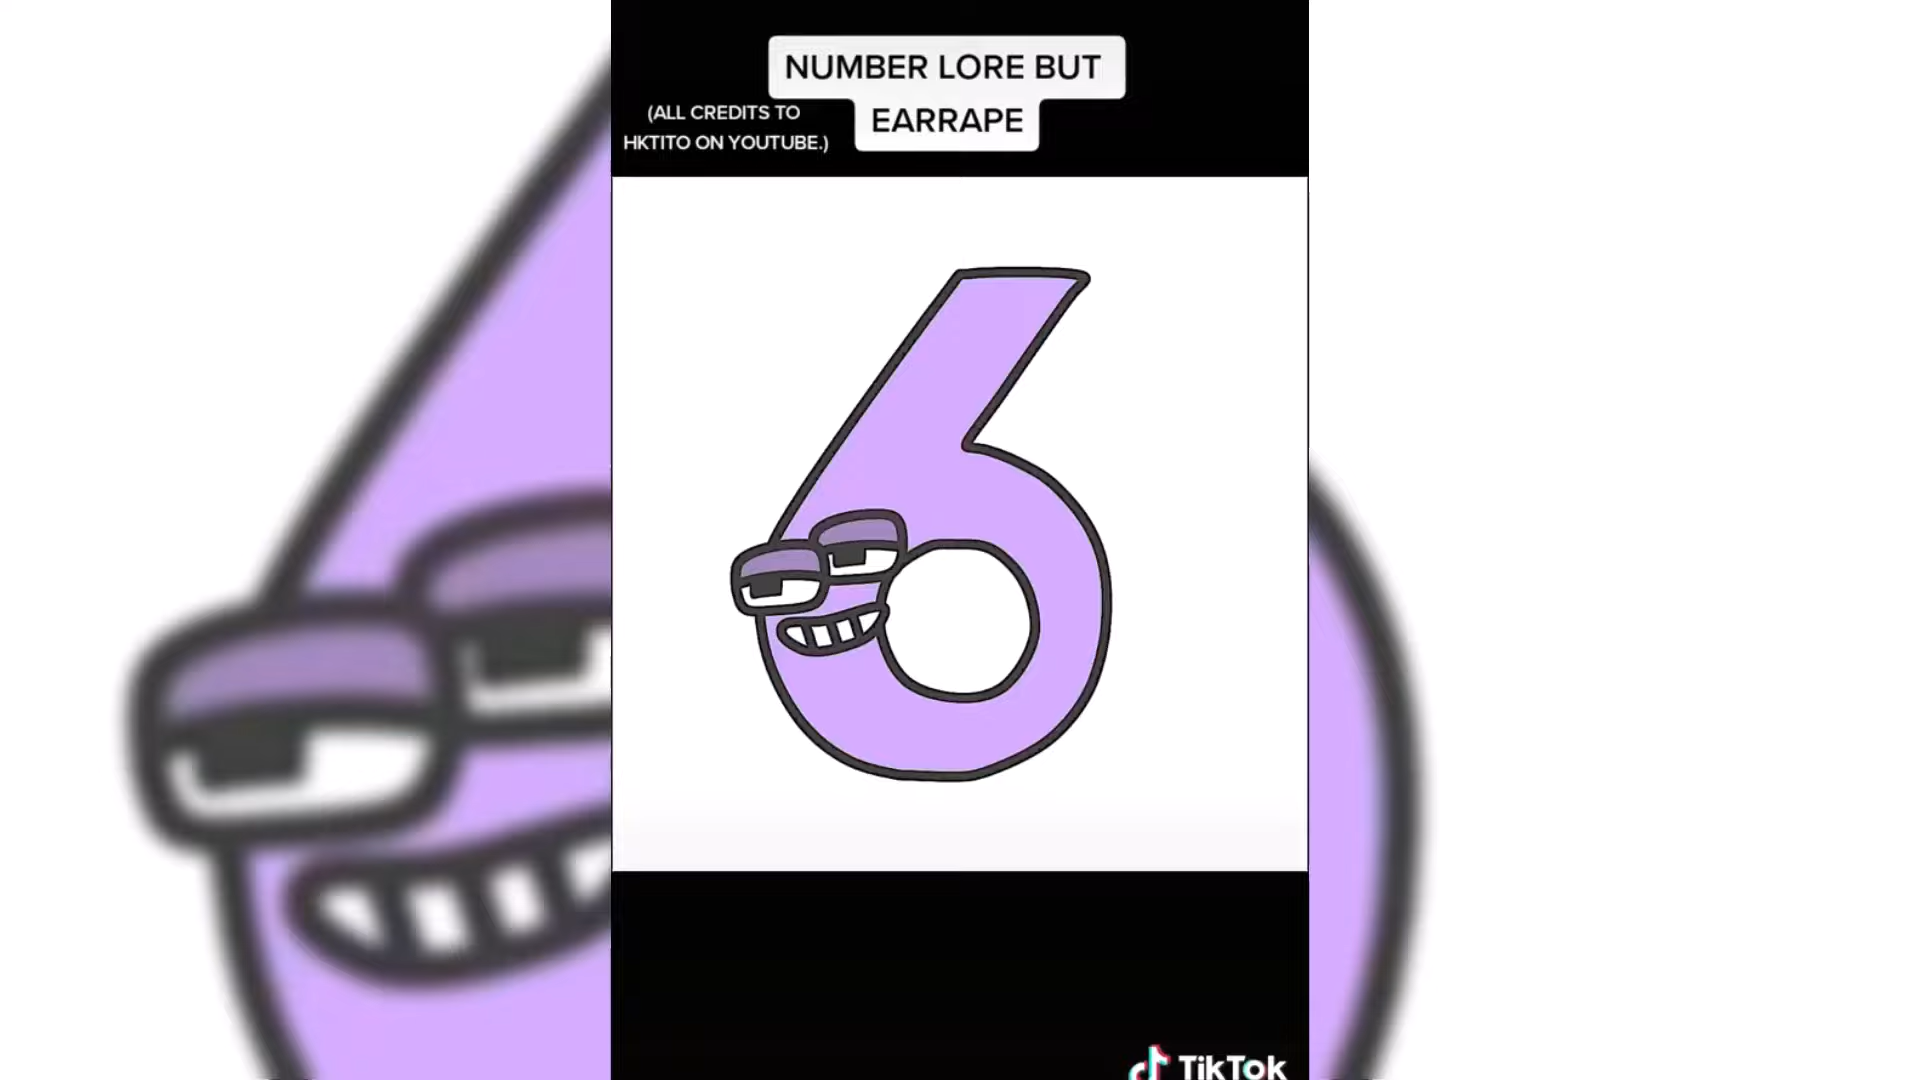 NUMBER LORE BUT
EARRAPE
(ALL CREDITS TO
HKTITO ON YOUTUBE.)
6
TikTok